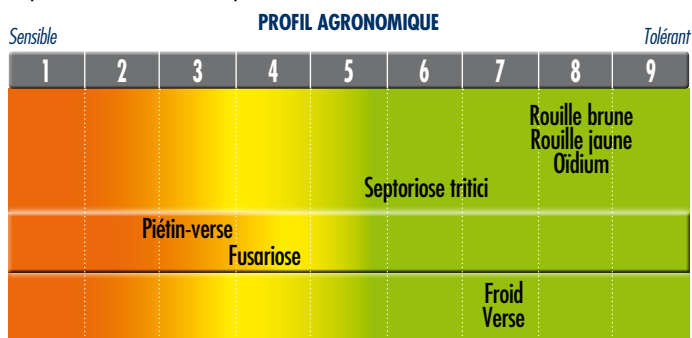 PROFIL AGRONOMIQUE
Sensible Tolérant
1 2 3 4 5 6 7 8 9
Rouille brune
Rouille jaune
Oïdium
Septoriose tritici
Piétin-verse
Fusariose
Froid
Verse